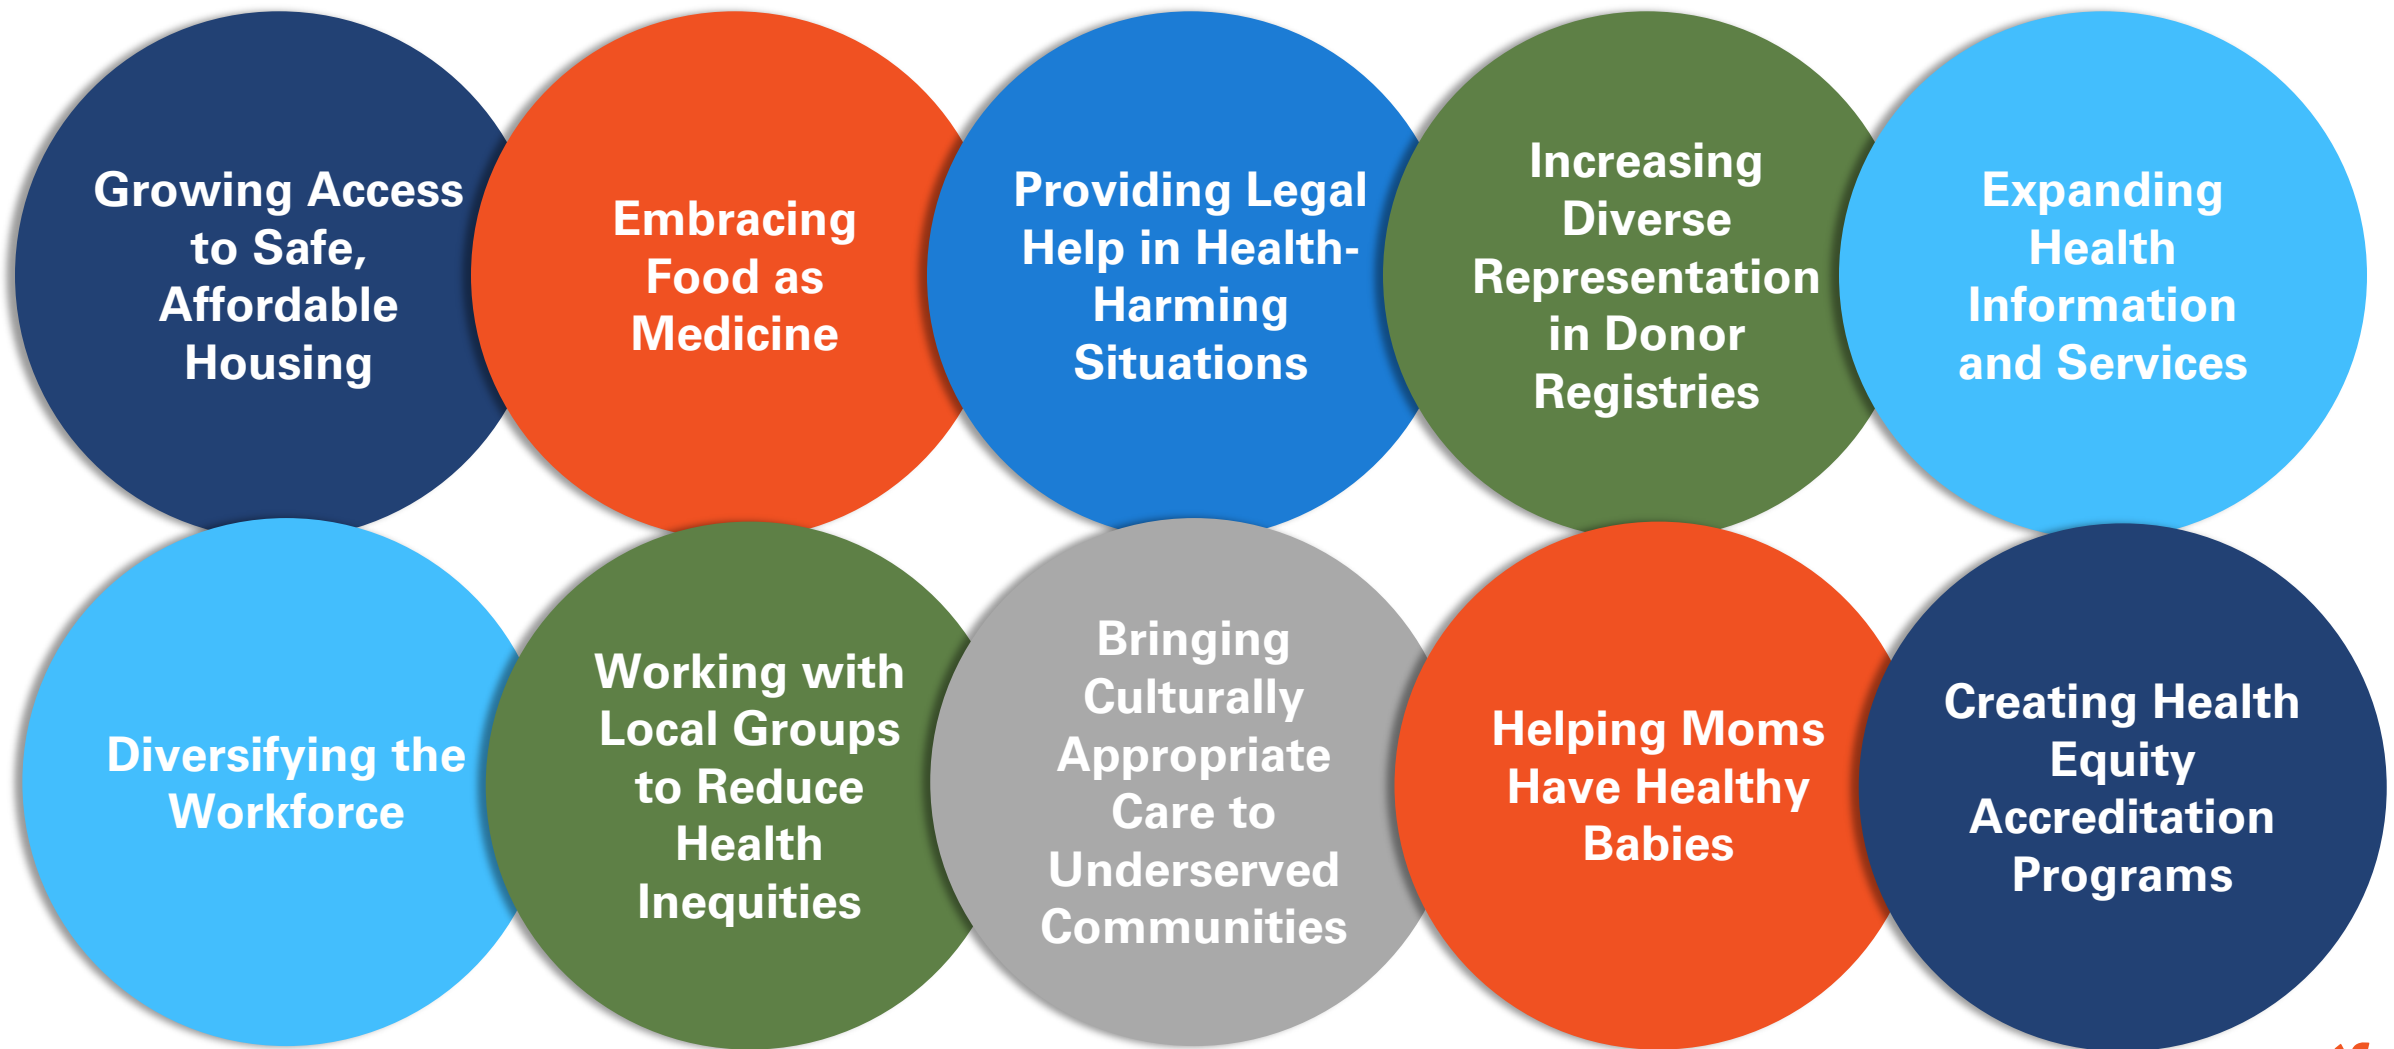 Growing Access
to Safe,
Affordable
Housing
Embracing
Food as
Medicine
Providing Legal
Help in Health-
Harming
Situations
Increasing
Diverse
Representation
in Donor
Registries
Expanding
Health
Information
and Services
Diversifying the
Workforce
Working with
Local Groups
to Reduce
Health
Inequities
Bringing
Culturally
Appropriate
Care to
Underserved
Communities
Helping Moms
Have Healthy
Babies
Creating Health
Equity
Accreditation
Programs